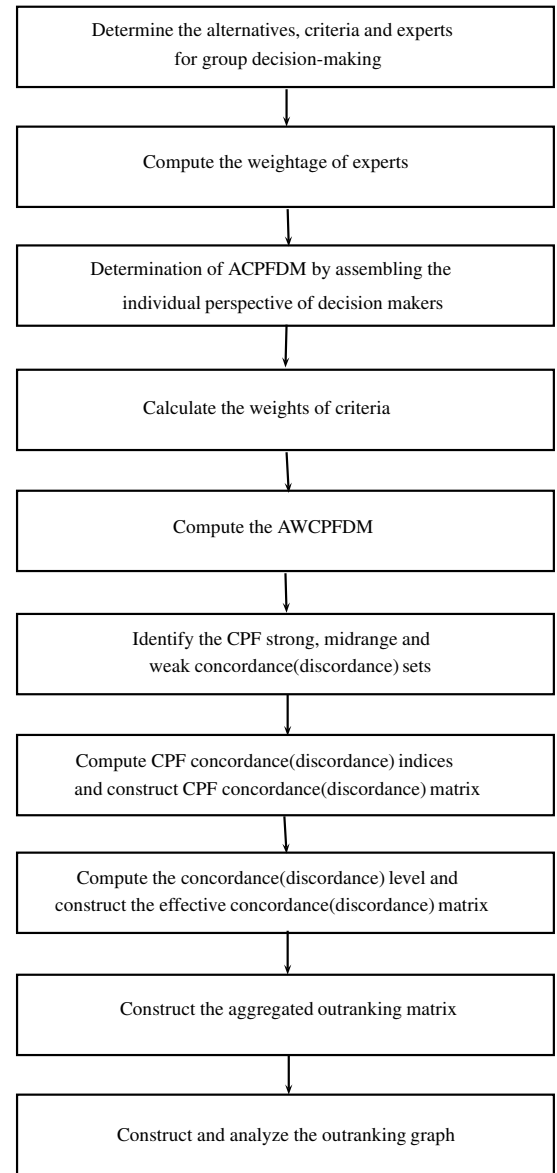 Determine the alternatives, criteria and experts
for group decision-making
Compute the weightage of experts
Determination of ACPFDM by assembling the
individual perspective of decision makers
Calculate the weights of criteria
Compute the AWCPFDM
Identify the CPF strong, midrange and
weak concordance(discordance) sets
Compute CPF concordance(discordance) indices
and construct CPF concordance(discordance) matrix
Compute the concordance(discordance) level and
construct the effective concordance(discordance) matrix
Construct the aggregated outranking matrix
Construct and analyze the outranking graph